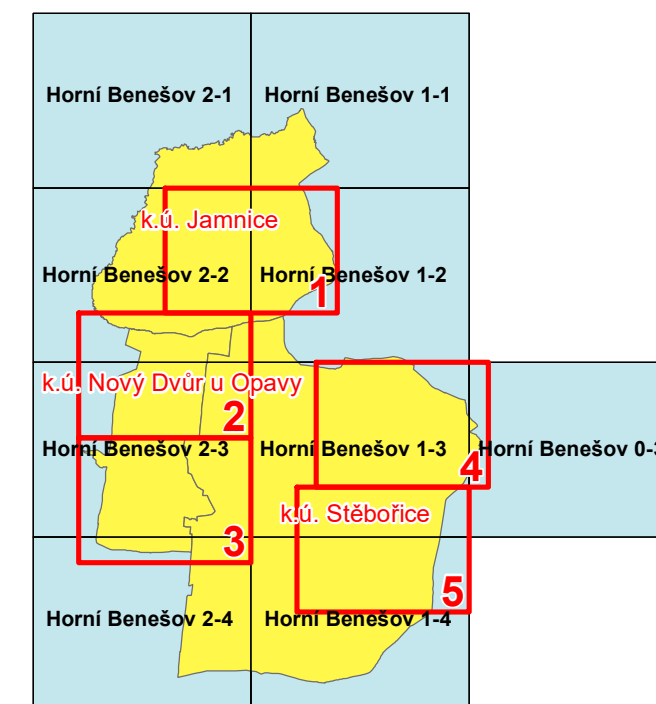 Horní Benešov 2-1
Horní Benešov 1-1
k.ú. Jamnice
Horní Benešov 2-2
Horní Benešov 1-2
1
k.ú. Nový Dvůr u Opavy
2
Horní Benešov 2-3
Horní Benešov 1-3
4
Horní Benešov 0-3
k.ú. Stěbořice
3
5
Horní Benešov 2-4
Horní Benešov 1-4